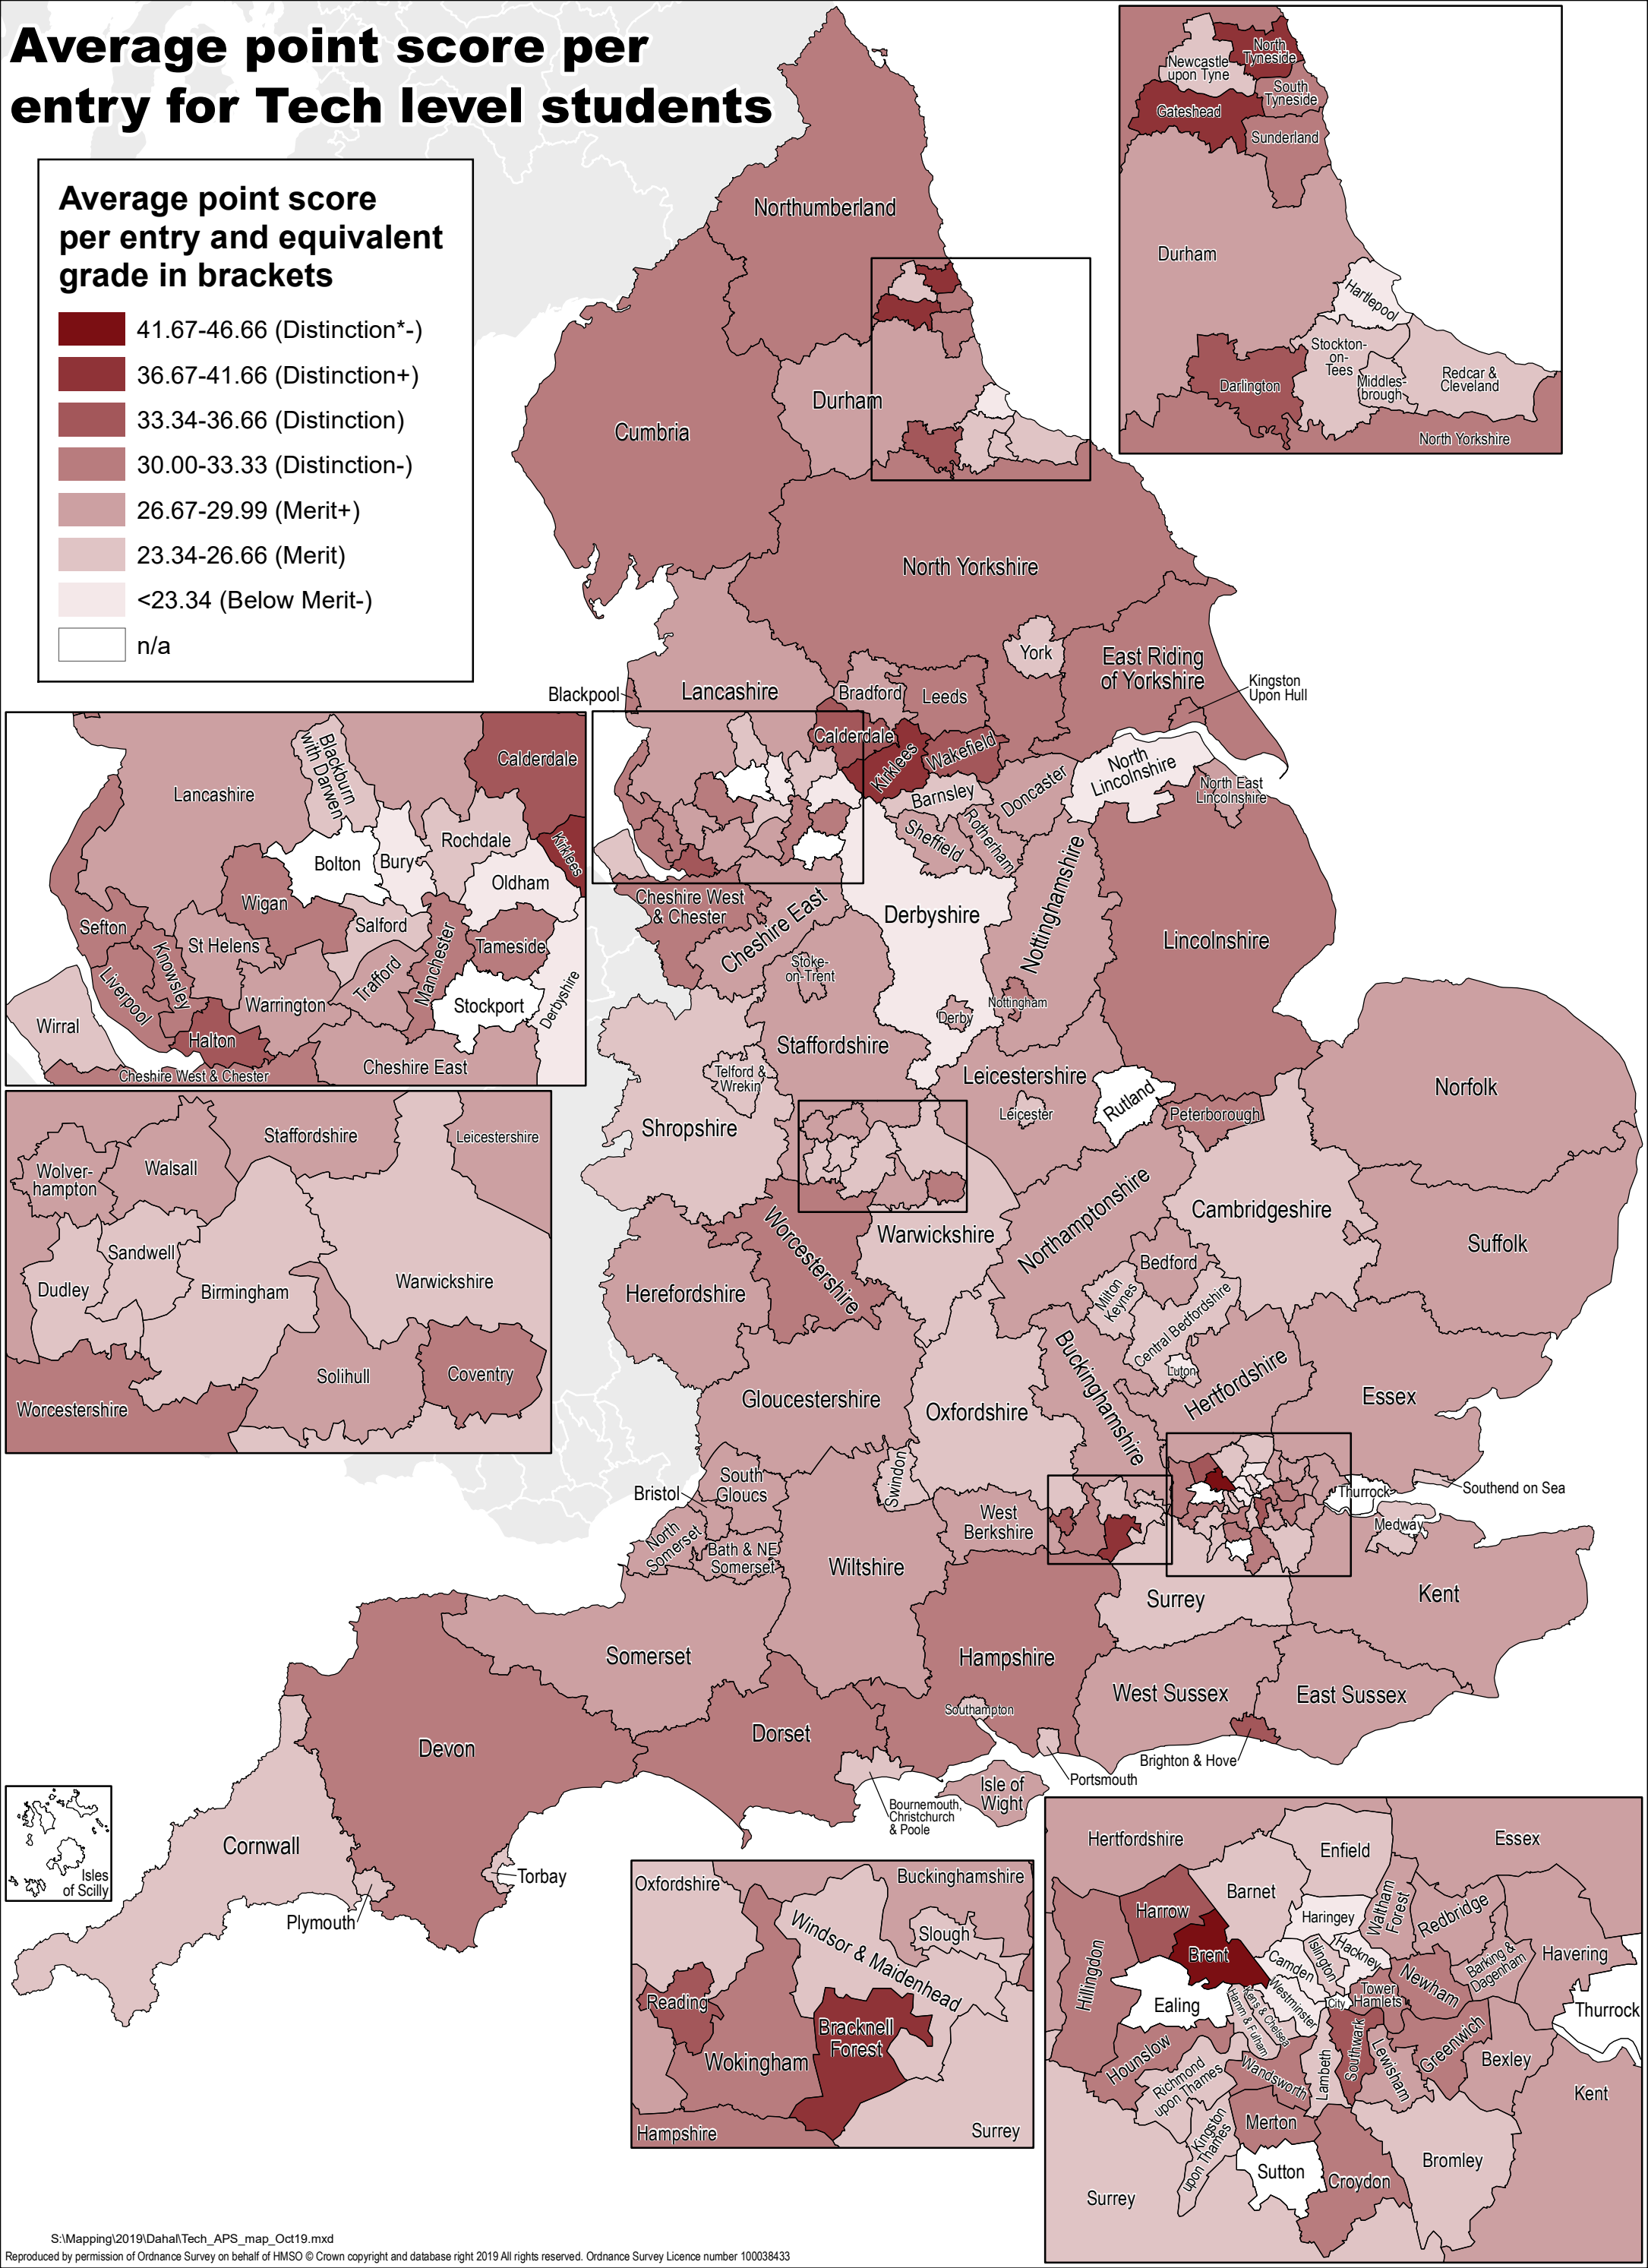 Average point score per
entry for Tech level students
Average point score
per entry and equivalent
grade in brackets
41.67-46.66 (Distinction*-)
36.67-41.66 (Distinction+)
33.34-36.66 (Distinction)
30.00-33.33 (Distinction-)
26.67-29.99 (Merit+)
23.34-26.66 (Merit)
<23.34 (Below Merit-)
n/a
North
Tyneside
Newcastle
upon Tyne
South
Tyneside
Gateshead
Sunderland
Durham
Hartlepool
Stockton-
on-
Tees
Darlington
Middles-
brough
Redcar &
Cleveland
North Yorkshire
Northumberland
Cumbria
Durham
North Yorkshire
York
East Riding
of Yorkshire
Kingston
Upon Hull
Blackpool
Lancashire
Bradford
Leeds
Calderdale
Kirklees
Wakefield
Barnsley
Doncaster
North
Lincolnshire
North East
Lincolnshire
Sheffield
Rotherham
Cheshire West
& Chester
Cheshire East
Derbyshire
Nottinghamshire
Lincolnshire
Stoke-
on-Trent
Derby
Nottingham
Staffordshire
Telford &
Wrekin
Shropshire
Leicestershire
Leicester
Rutland
Peterborough
Norfolk
Cambridgeshire
Suffolk
Northamptonshire
Warwickshire
Worcestershire
Herefordshire
Bedford
Milton
Keynes
Central Bedfordshire
Luton
Hertfordshire
Buckinghamshire
Essex
Gloucestershire
Oxfordshire
South
Gloucs
Swindon
Bristol
North
Somerset
Bath & NE
Somerset
West
Berkshire
Wiltshire
Thurrock
Southend on Sea
Medway
Kent
Surrey
Hampshire
Somerset
West Sussex
East Sussex
Southampton
Dorset
Devon
Brighton & Hove
Portsmouth
Isle of
Wight
Bournemouth,
Christchurch
& Poole
Cornwall
Torbay
Plymouth
Isles
of Scilly
Calderdale
Blackburn
with Darwen
Lancashire
Rochdale
Kirklees
Bolton
Bury
Oldham
Wigan
Salford
Sefton
St Helens
Knowsley
Liverpool
Manchester
Tameside
Trafford
Warrington
Stockport
Derbyshire
Wirral
Halton
Cheshire East
Cheshire West & Chester
Staffordshire
Leicestershire
Wolver-
hampton
Walsall
Sandwell
Dudley
Birmingham
Warwickshire
Solihull
Coventry
Worcestershire
Oxfordshire
Buckinghamshire
Slough
Windsor & Maidenhead
Reading
Wokingham
Bracknell
Forest
Hampshire
Surrey
Hertfordshire
Enfield
Essex
Barnet
Harrow
Haringey
Waltham
Forest
Redbridge
Brent
Camden
Islington
Hackney
Barking &
Dagenham
Havering
Hillingdon
Ealing
Westminster
City
Tower
Hamlets
Newham
Thurrock
Kens & Chelsea
Hamm & Fulham
Hounslow
Southwark
Greenwich
Bexley
Lambeth
Lewisham
Wandsworth
Richmond
upon Thames
Merton
Kingston
upon Thames
Sutton
Croydon
Bromley
Kent
Surrey
S:\Mapping\2019\Dahal\Tech_APS_map_Oct19.mxd
Reproduced by permission of Ordnance Survey on behalf of HMSO © Crown copyright and database right 2019 All rights reserved. Ordnance Survey Licence number 100038433